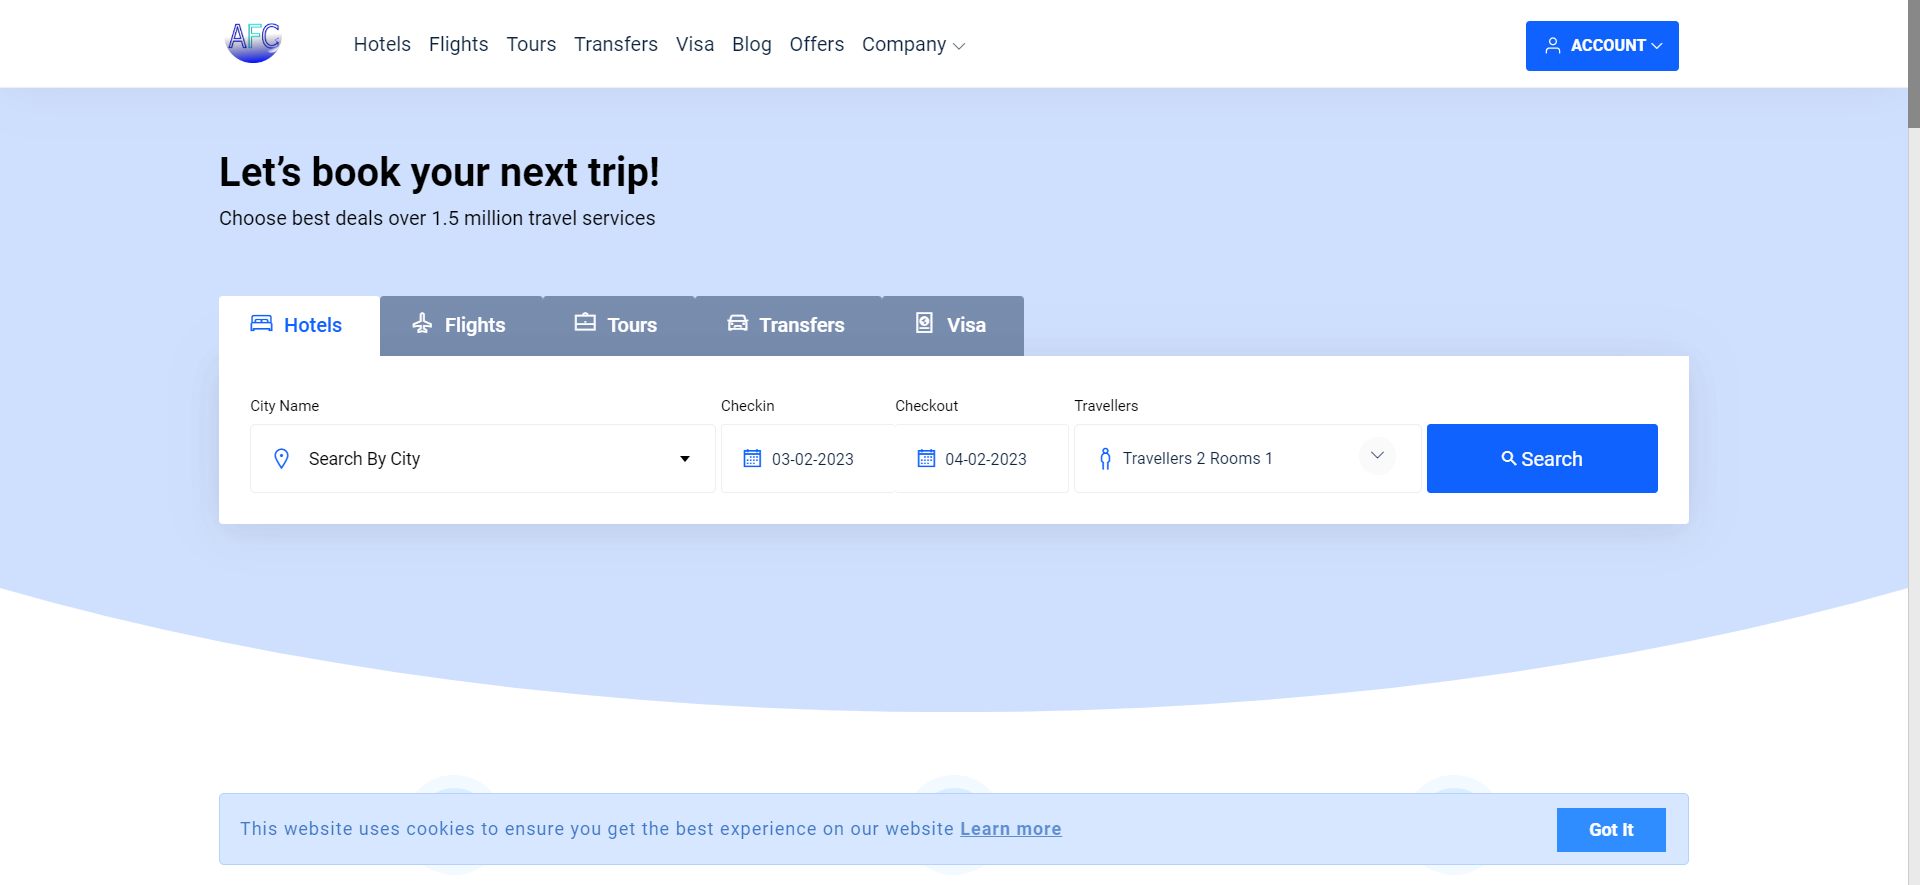 AFC
Hotels Flights Tours Transfers Visa Blog Offers Company
ACCOUNT
Let’s book your next trip!
Choose best deals over 1.5 million travel services
Hotels Flights Tours Transfers Visa
City Name Checkin Checkout Travellers
Search By City 03-02-2023 04-02-2023 Travellers 2 Rooms 1 Search
This website uses cookies to ensure you get the best experience on our website Learn more
Got It